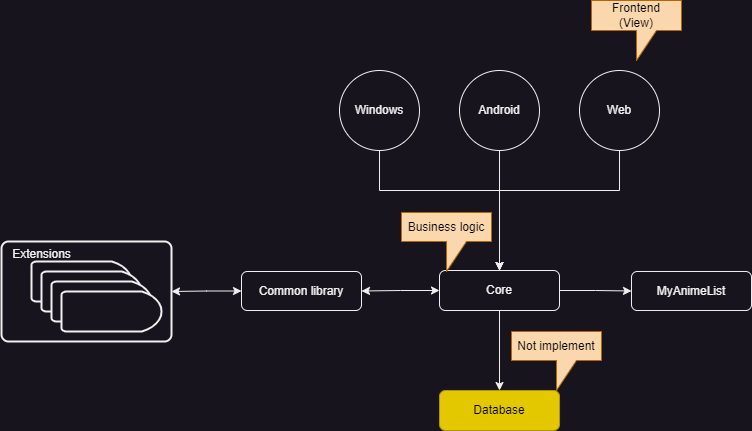 Frontend
(View)
Windows
Android
Web
Business logic
Extensions
Common library
Core
MyAnimeList
Not implement
Database